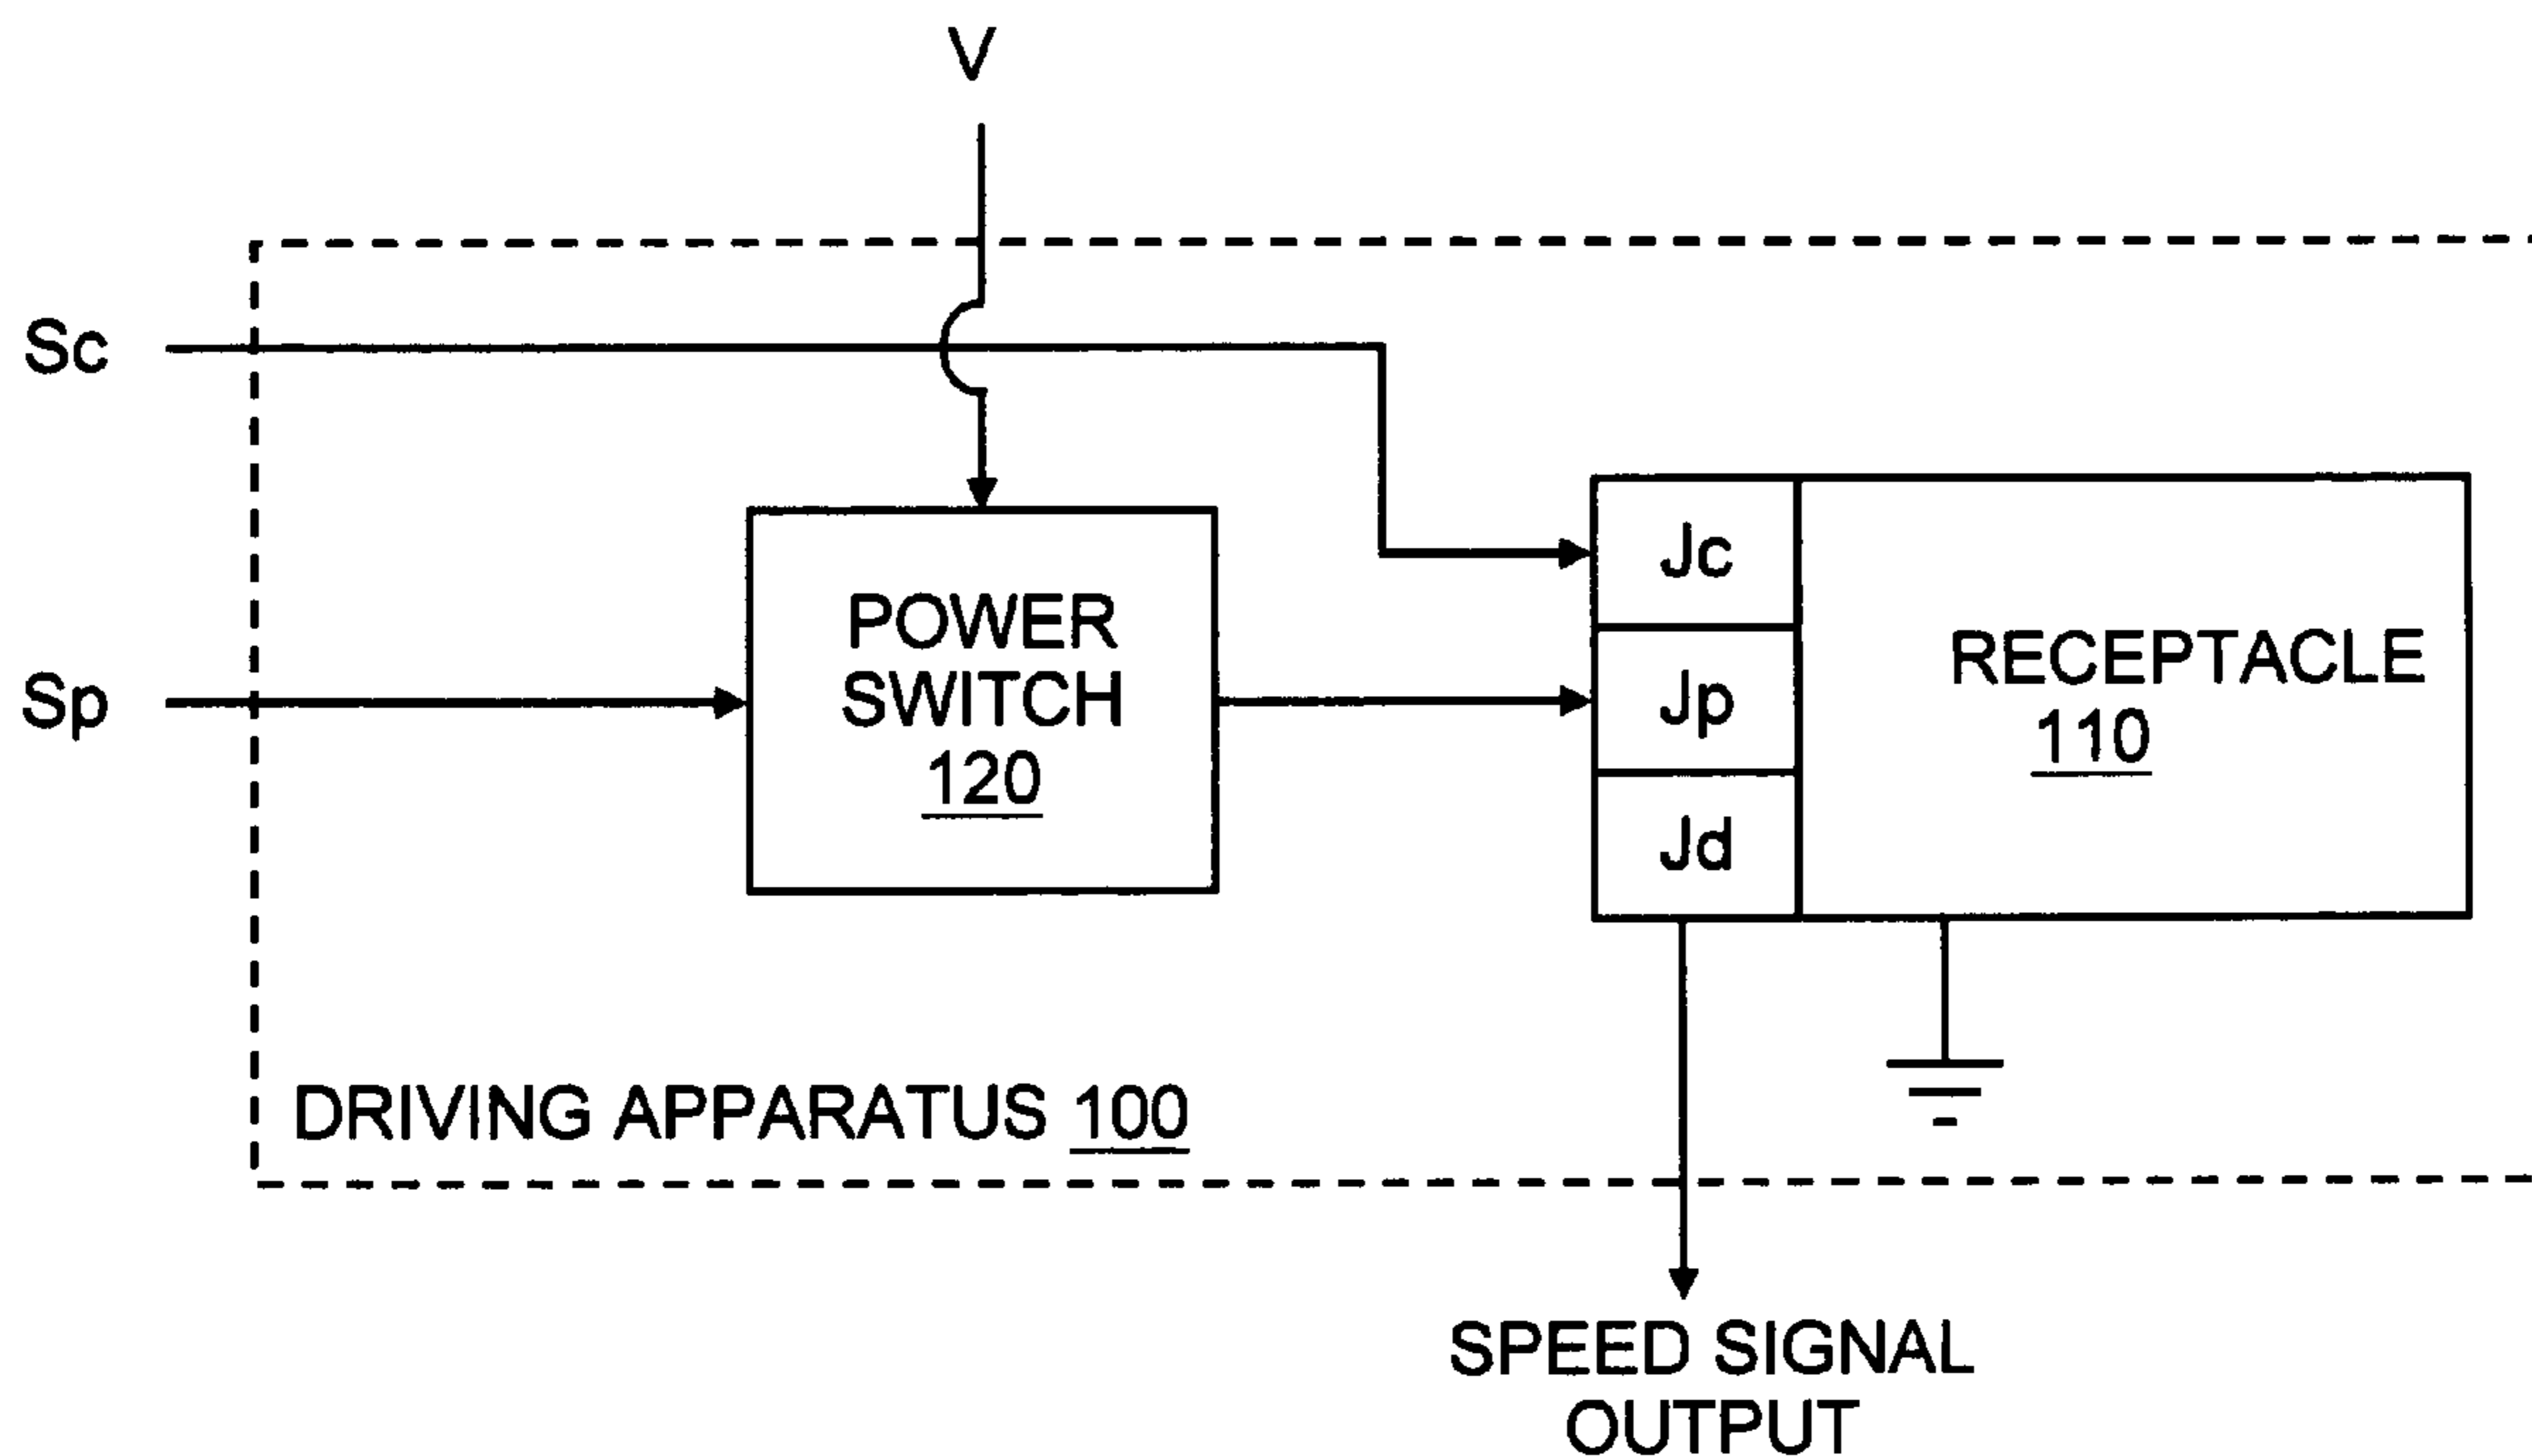 V
Sc
Sp
POWER
SWITCH
120
Jc
Jp
Jd
RECEPTACLE
110
DRIVING APPARATUS 100
SPEED SIGNAL
OUTPUT